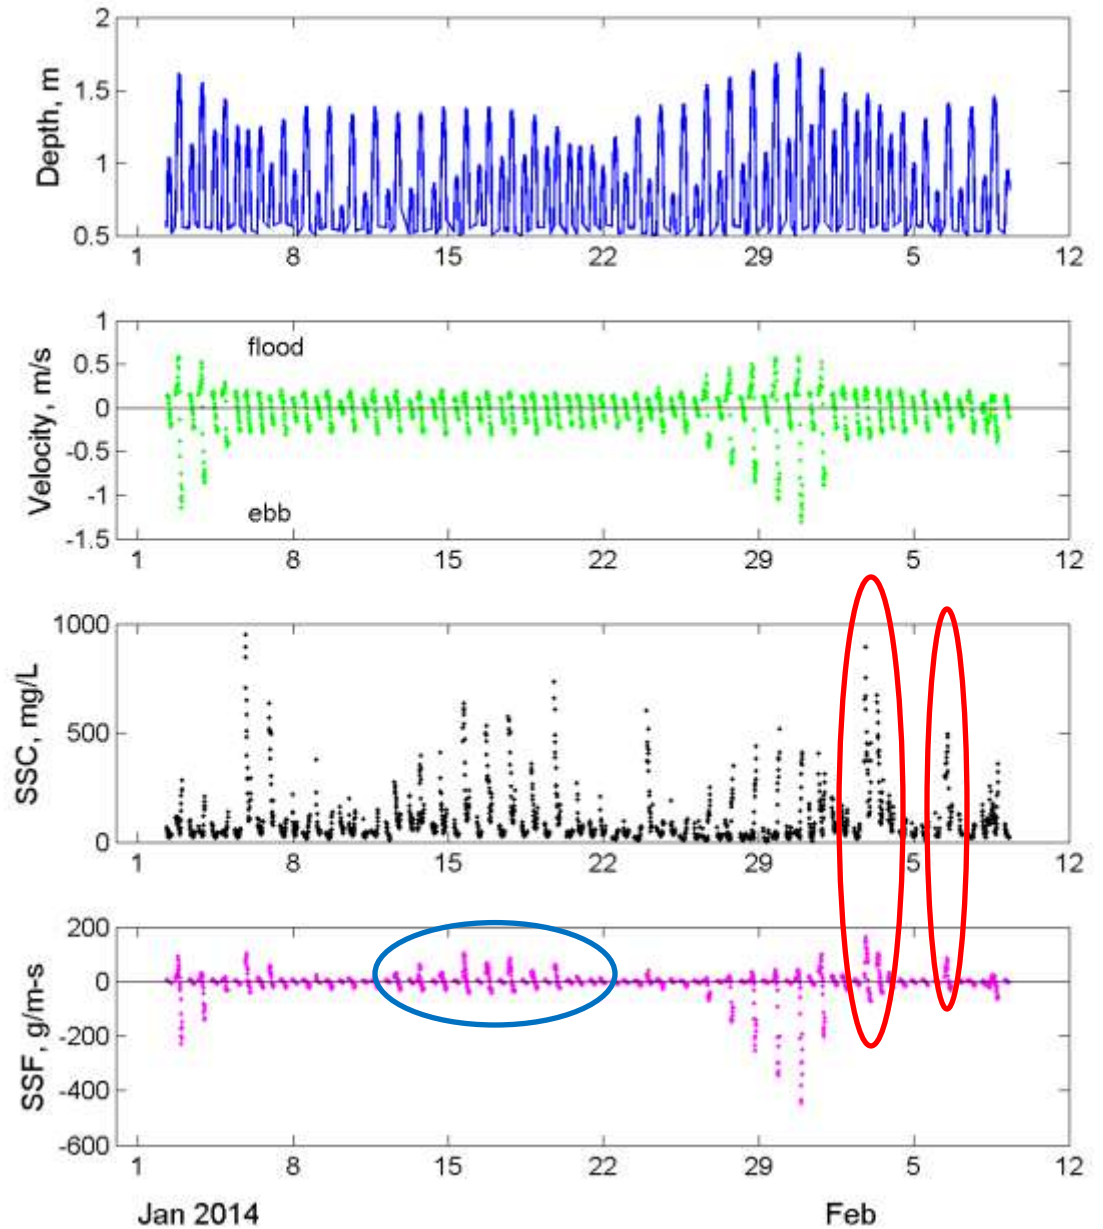 Depth, m
2
1.5
1
0.5
1 8 15 22 29 5 12
Velocity, m/s
1
0.5
0
-0.5
-1
-1.5
flood
ebb
1 8 15 22 29 5 12
SSC, mg/L
1000
500
0
1 8 15 22 29 5 12
SSF, g/m-s
200
0
-200
-400
-600
1 8 15 22 29 5 12
Jan 2014 Feb